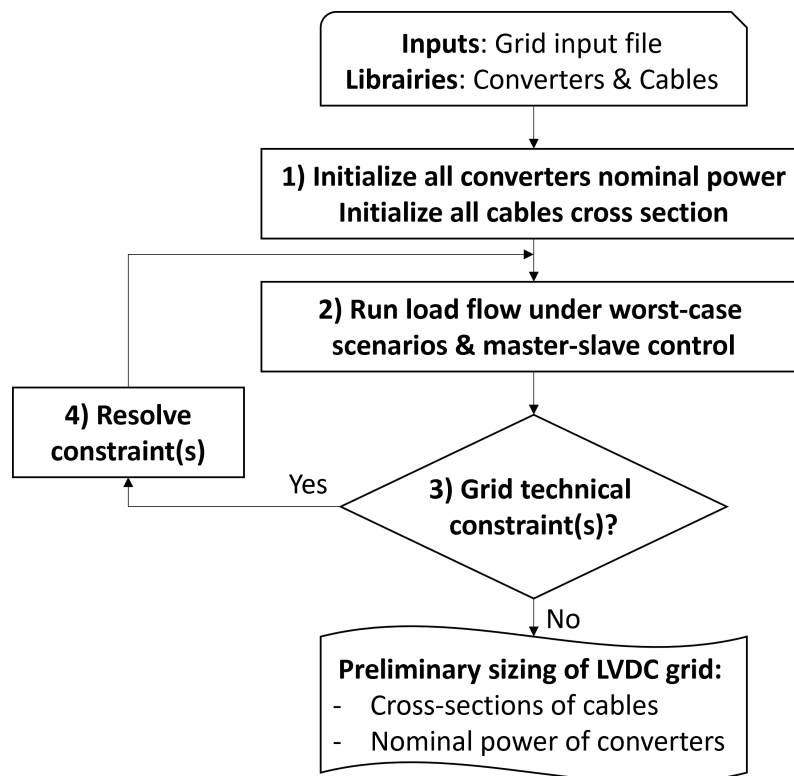 Inputs: Grid input file
Librairies: Converters & Cables
1) Initialize all converters nominal power
Initialize all cables cross section
2) Run load flow under worst-case
scenarios & master-slave control
4) Resolve
constraint(s)
Yes
3) Grid technical
constraint(s)?
No
Preliminary sizing of LVDC grid:
- Cross-sections of cables
- Nominal power of converters